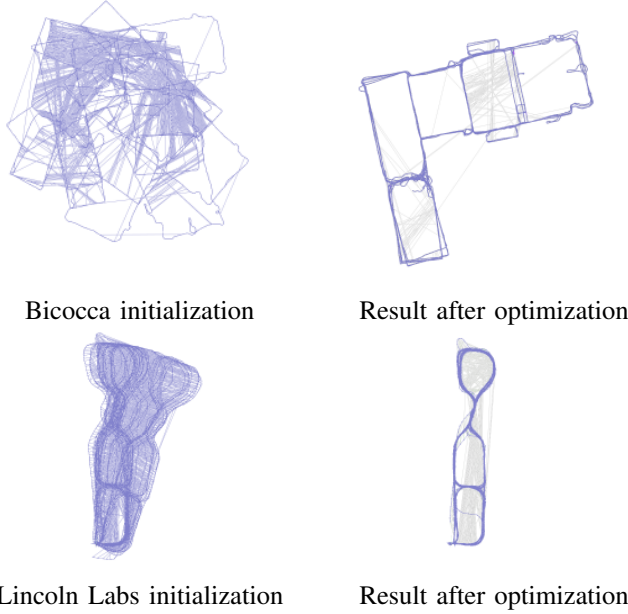 Bicocca initialization
Result after optimization
Lincoln Labs initialization
Result after optimization